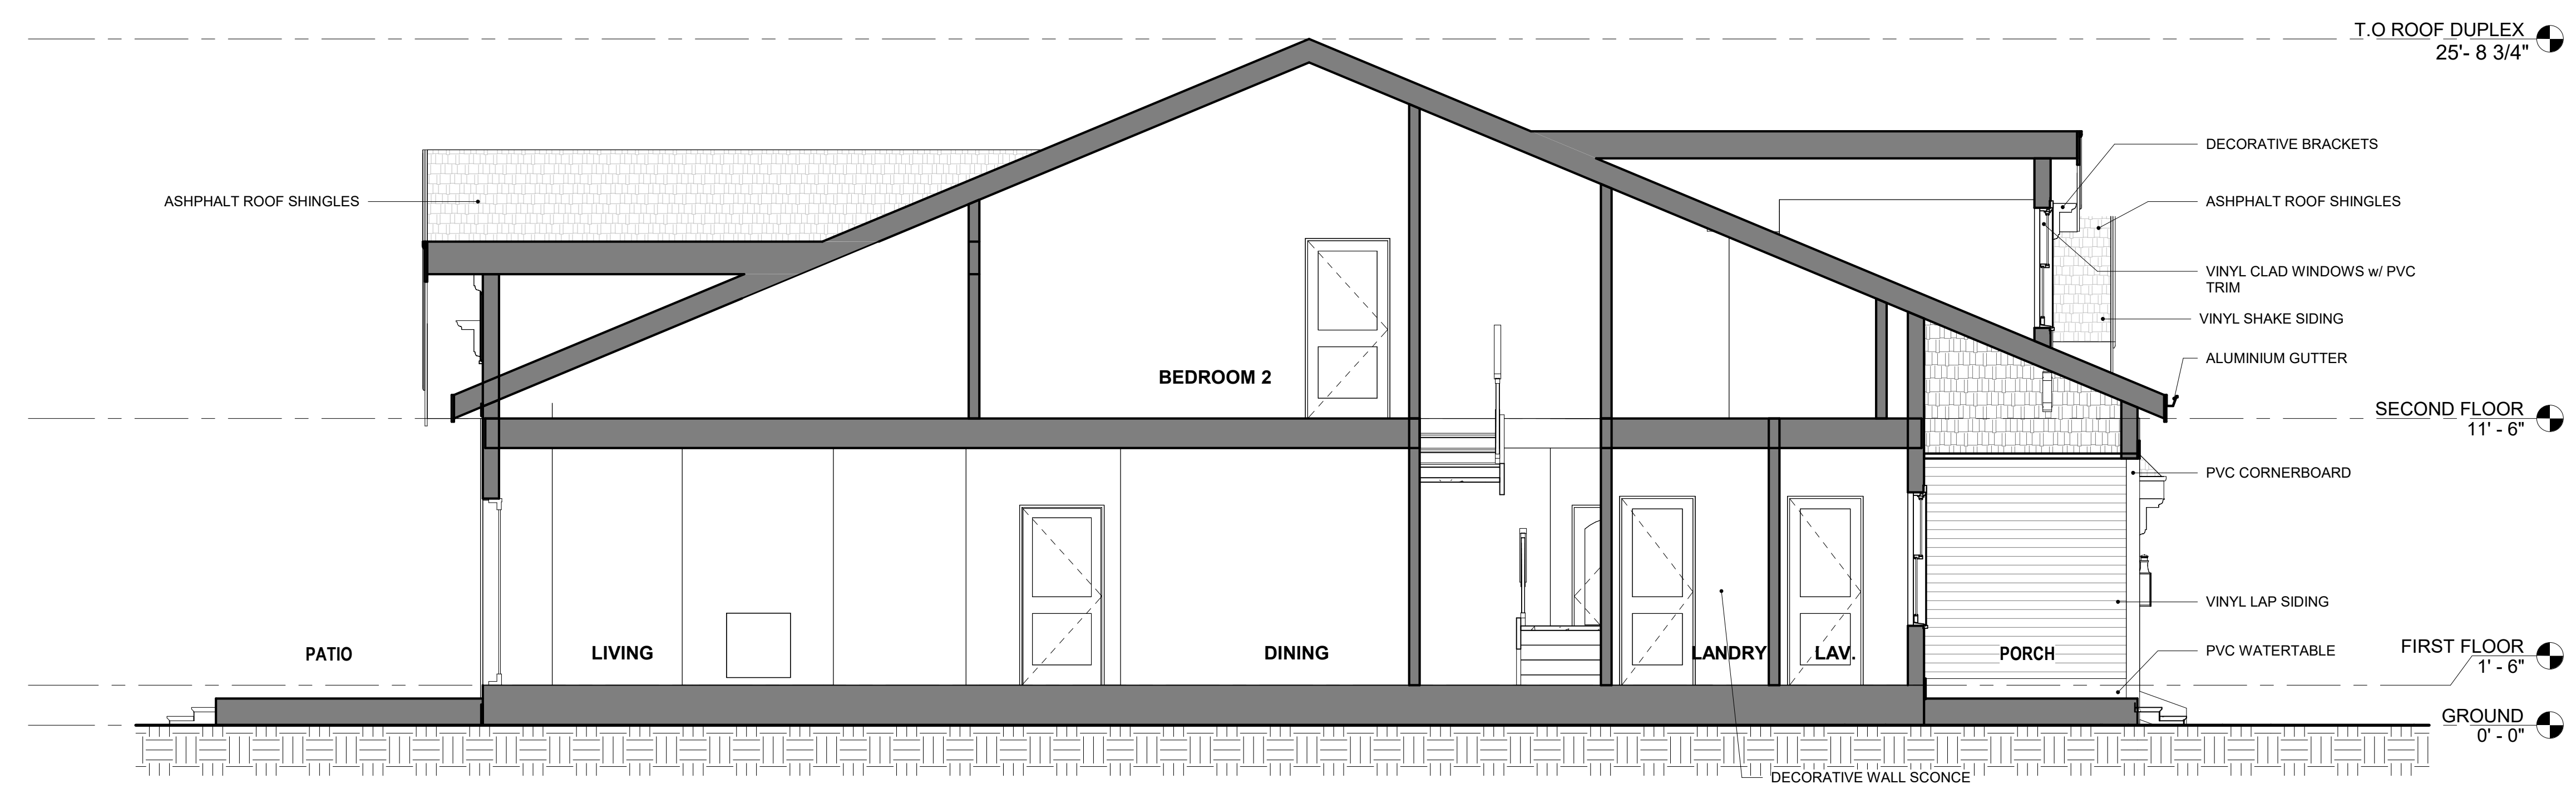 T.O ROOF DUPLEX
25'- 8 3/4"
DECORATIVE BRACKETS
ASHPHALT ROOF SHINGLES
ASHPHALT ROOF SHINGLES
VINYL CLAD WINDOWS w/ PVC
TRIM
VINYL SHAKE SIDING
ALUMINIUM GUTTER
BEDROOM 2
SECOND FLOOR
11' - 6"
PVC CORNERBOARD
VINYL LAP SIDING
PATIO
LIVING
DINING
LANDRY
LAV.
PORCH
PVC WATERTABLE
FIRST FLOOR
1' - 6"
GROUND
0' - 0"
DECORATIVE WALL SCONCE